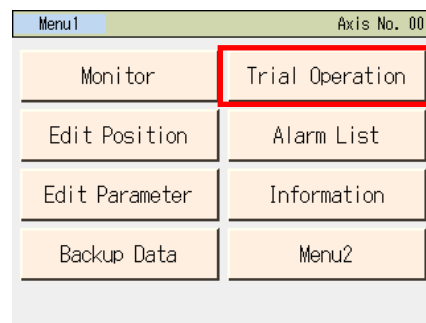 Menu1 Axis No. 00
Monitor Trial Operation
Edit Position Alarm List
Edit Parameter Information
Backup Data Menu2